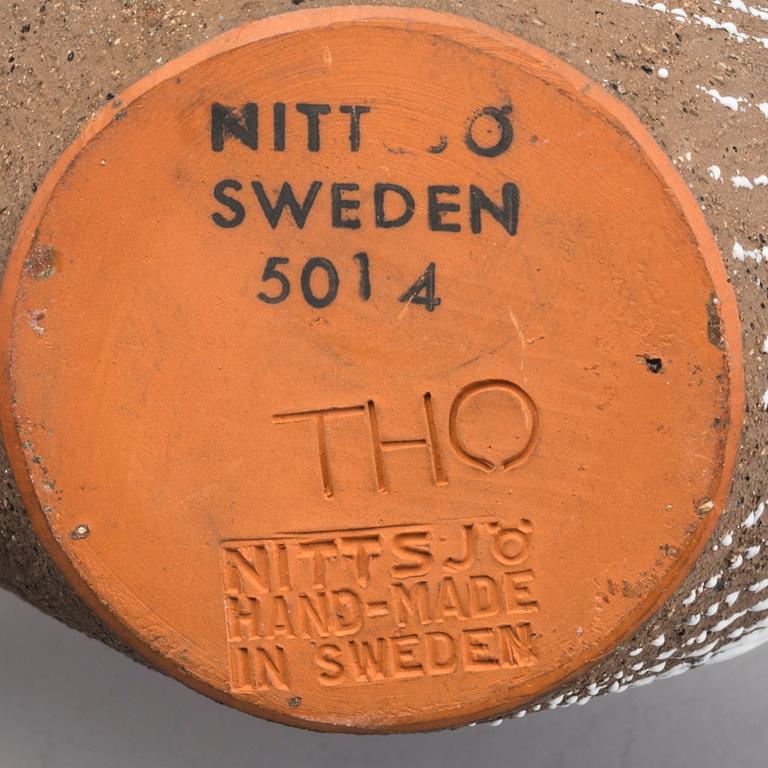 NITTSJÖ
SWEDEN
5014
THO
NITTSJÖ
HAND-MADE
IN SWEDEN